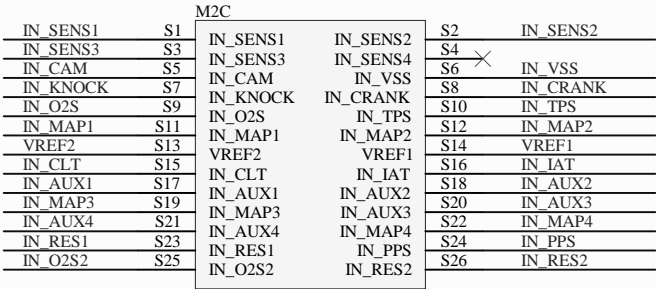 M2C
IN_SENS1 S1 IN_SENS1 IN_SENS2 S2 IN_SENS2
IN_SENS3 S3 IN_SENS3 IN_SENS4 S4
IN_CAM S5 IN_CAM IN_VSS S6 IN_VSS
IN_KNOCK S7 IN_KNOCK IN_CRANK S8 IN_CRANK
IN_O2S S9 IN_O2S IN_TPS S10 IN_TPS
IN_MAP1 S11 IN_MAP1 IN_MAP2 S12 IN_MAP2
VREF2 S13 VREF2 VREF1 S14 VREF1
IN_CLT S15 IN_CLT IN_IAT S16 IN_IAT
IN_AUX1 S17 IN_AUX1 IN_AUX2 S18 IN_AUX2
IN_MAP3 S19 IN_MAP3 IN_AUX3 S20 IN_AUX3
IN_AUX4 S21 IN_AUX4 IN_MAP4 S22 IN_MAP4
IN_RES1 S23 IN_RES1 IN_PPS S24 IN_PPS
IN_O2S2 S25 IN_O2S2 IN_RES2 S26 IN_RES2